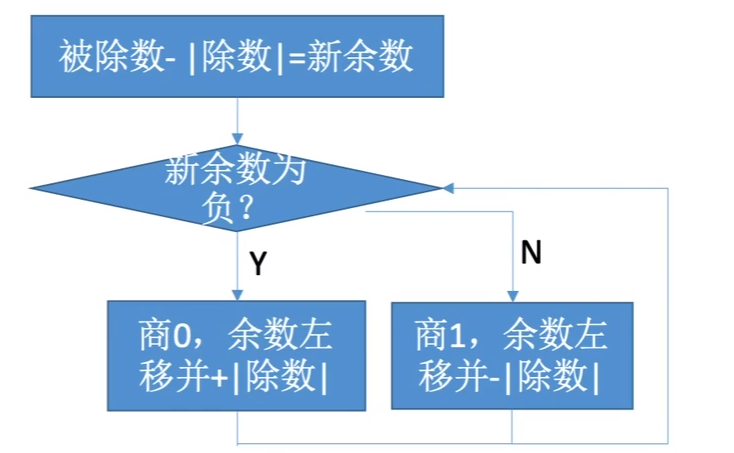 被除数- |除数|=新余数
新余数为
负？
Y
N
商0，余数左
移并+|除数|
商1，余数左
移并-|除数|